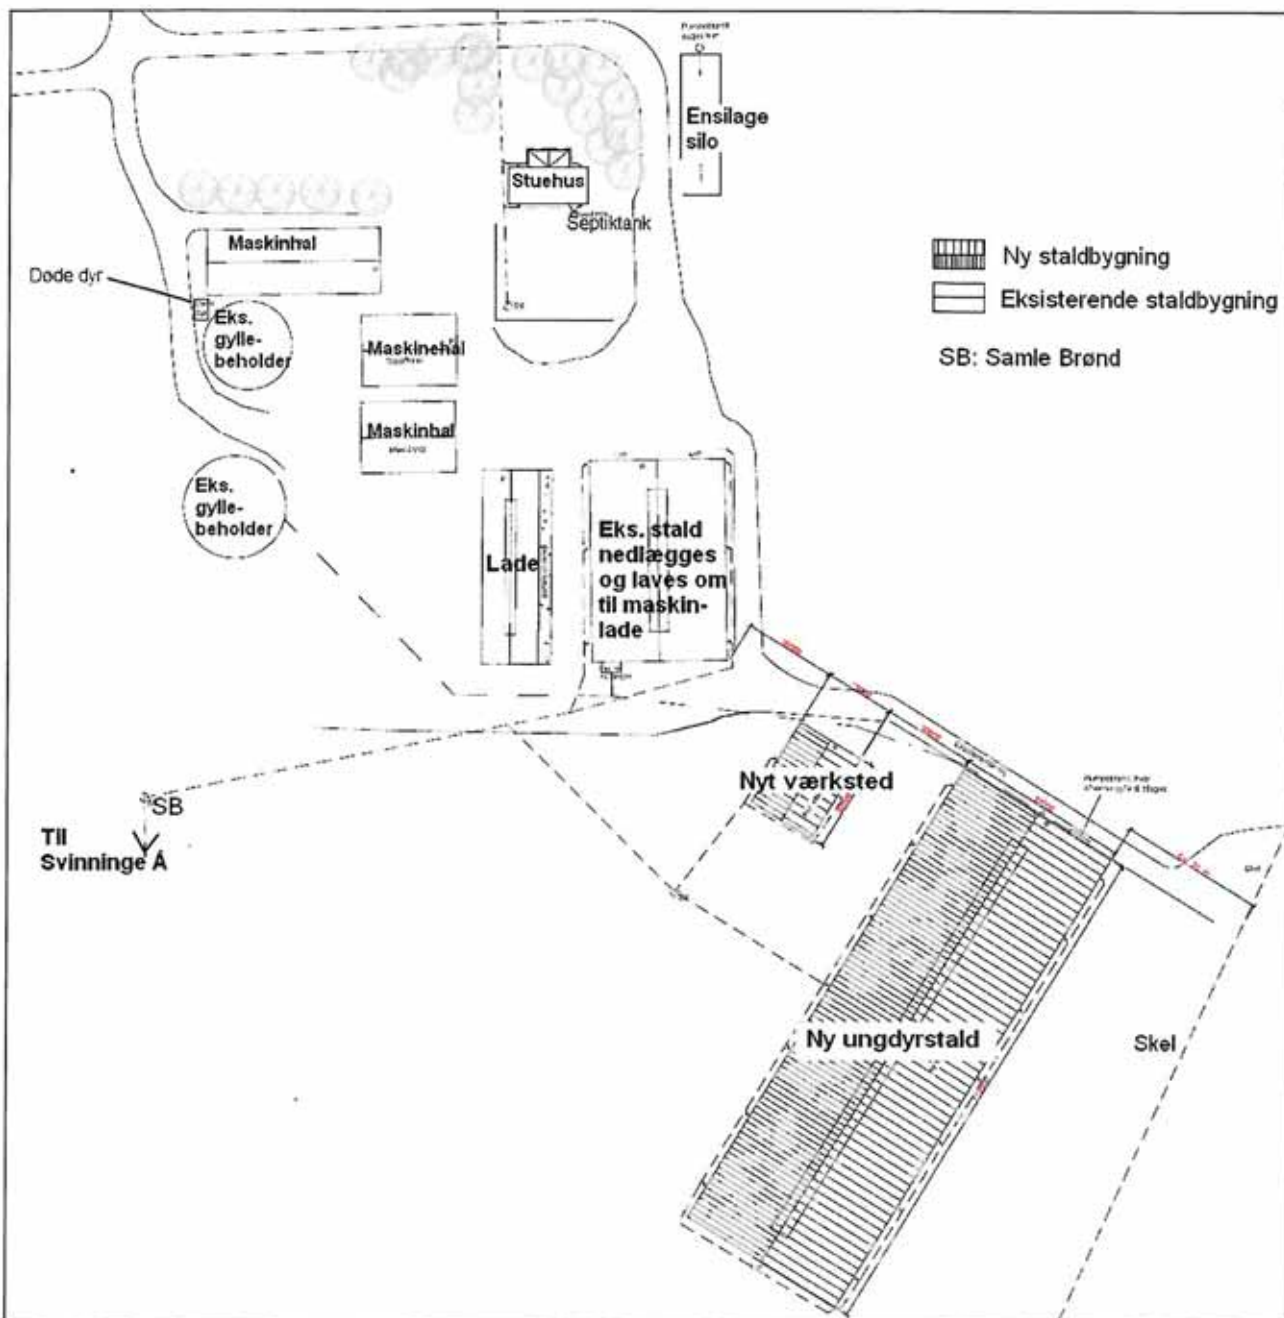 Ensilage
silo
Stuehus
Septiktank
Maskinhal
Døde dyr
Eks.
gylle-
beholder
Maskinehal
Maskinhal
Eks.
gylle-
beholder
Lade
Eks. stald
nedlægges
og laves om
til maskin-
lade
Ny staldbygning
Eksisterende staldbygning
SB: Samle Brønd
Nyt værksted
SB
Til
Svinninge Å
Ny ungdyrstald
Skel